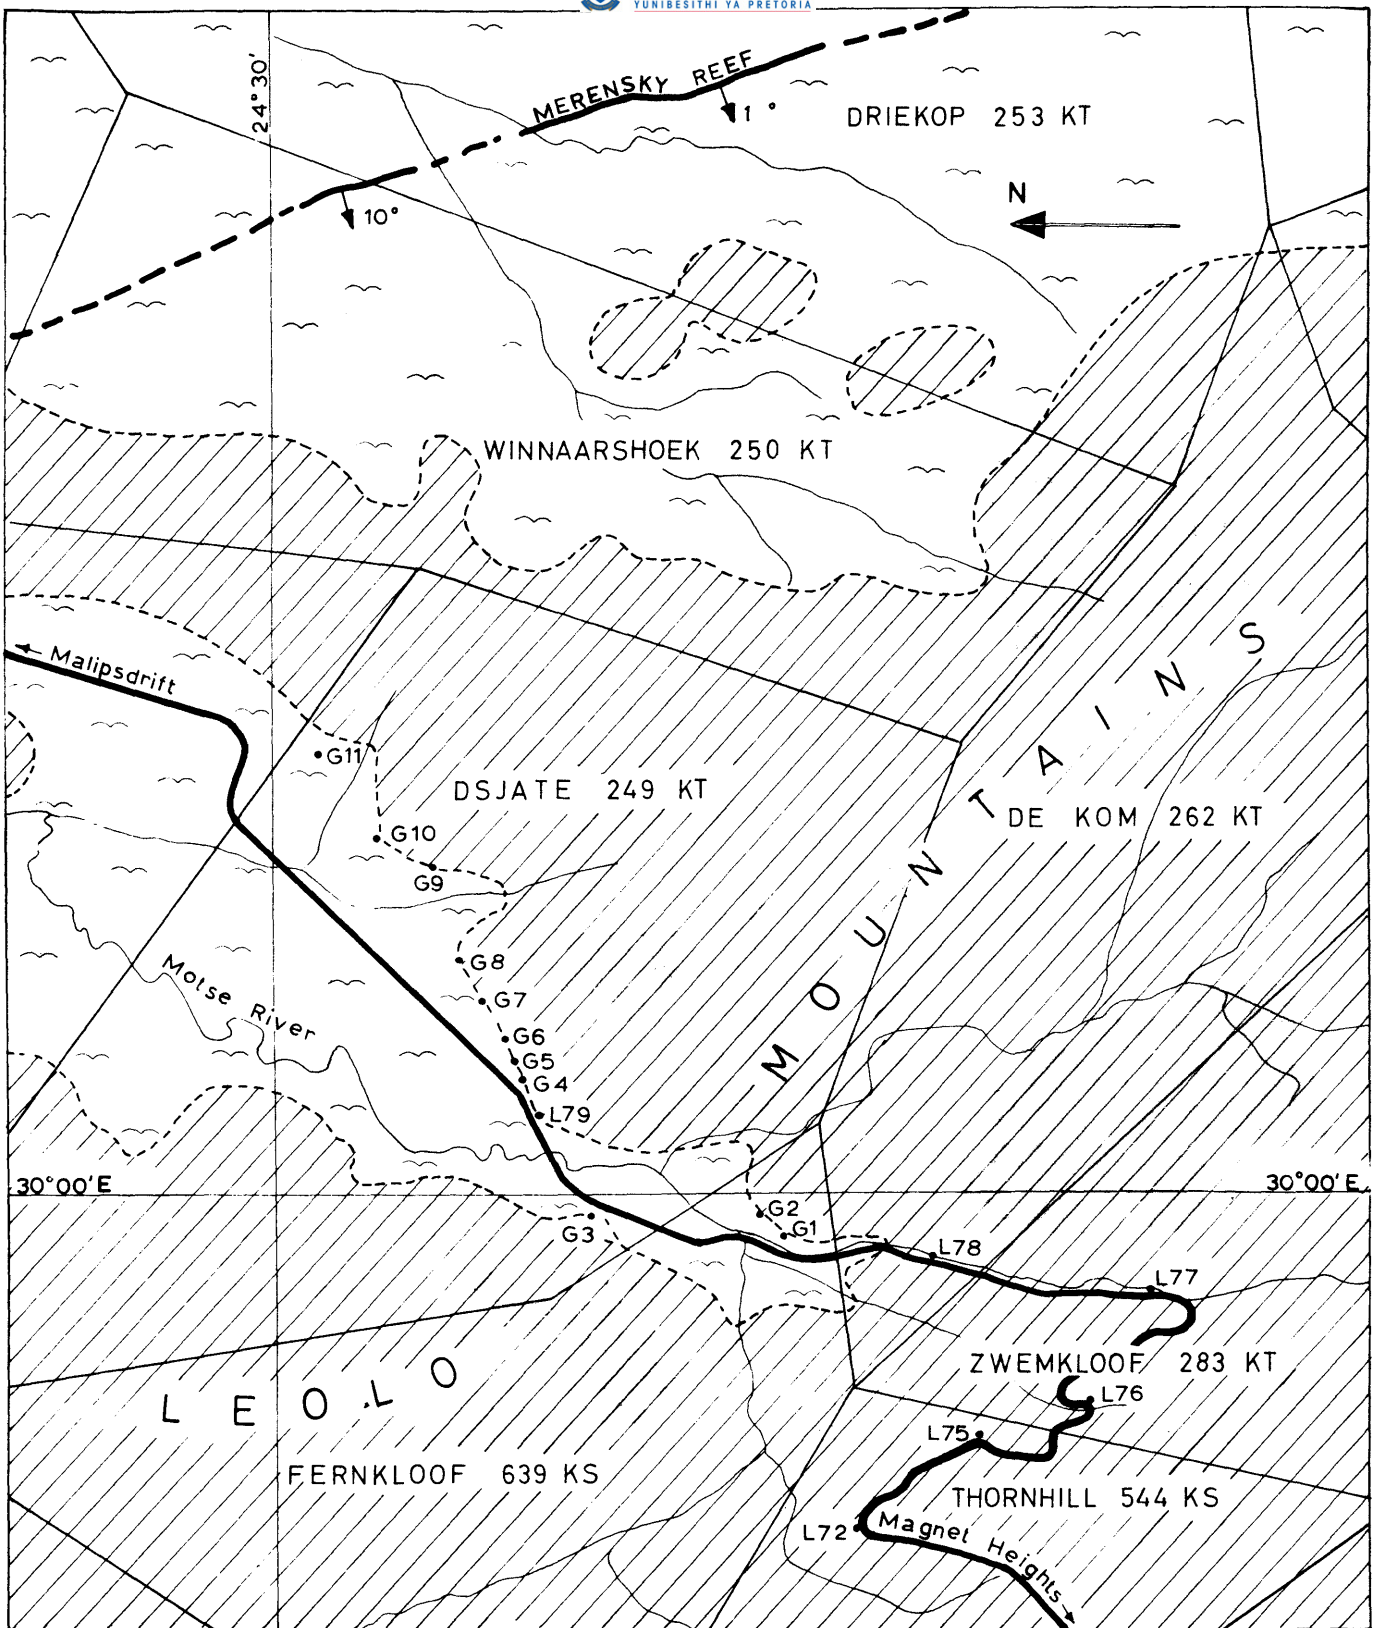 YUNIBESITHI YA PRETORIA
24°30'
MERENSKY REEF
1°
DRIEKOP 253 KT
N
10°
WINNAARSHOEK 250 KT
← Malipsdrift
G11
DSJATE 249 KT
G10
G9
DE KOM 262 KT
G8
G7
Motse River
G6
G5
G4
L79
MOUNTAINS
30°00'E
30°00'E
G2
G3
G1
L78
L77
ZWEMKLOOF 283 KT
L76
LEOLO
L75
FERNKLOOF 639 KS
THORNHILL 544 KS
L72
Magnet Heights →